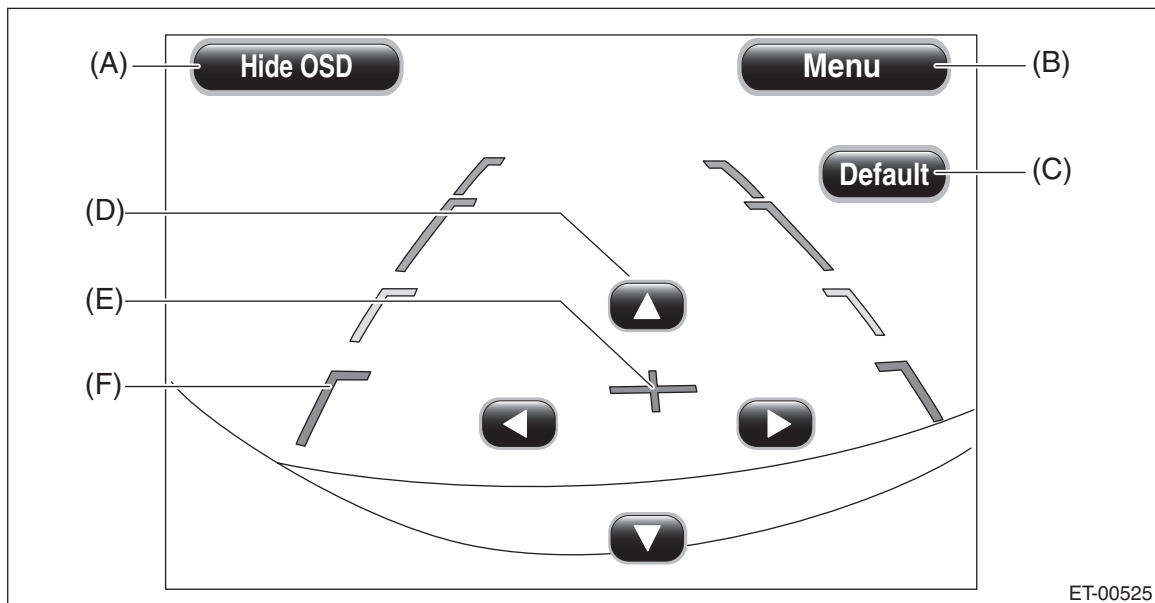 (A) Hide OSD Menu (B)
Default (C)
(D)
(E)
(F)
ET-00525